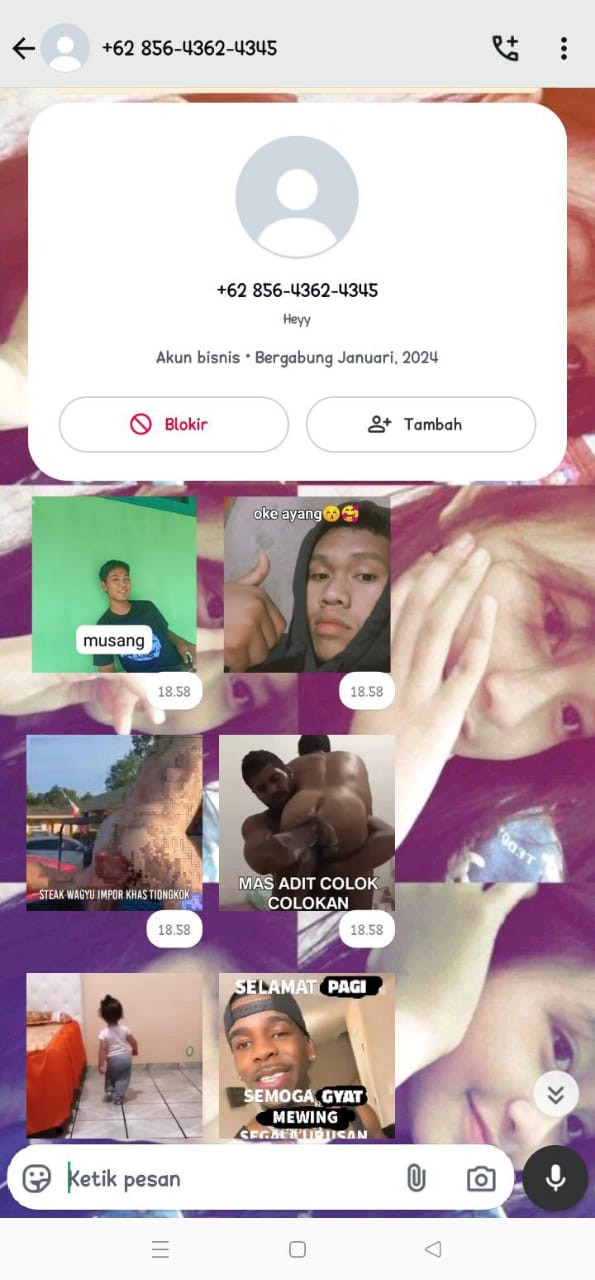 +62 856-4362-4345
+62 856-4362-4345
Heyy
Akun bisnis • Bergabung Januari, 2024
Blokir
Tambah
oke ayang😙🥰
musang
18.58
18.58
STEAK WAGYU IMPOR KHAS TIONGKOK
MAS ADIT COLOK
COLOKAN
18.58
18.58
SELAMAT PAGI
SEMOGA GYAT
MEWING
SEGALA URUSAN
Ketik pesan